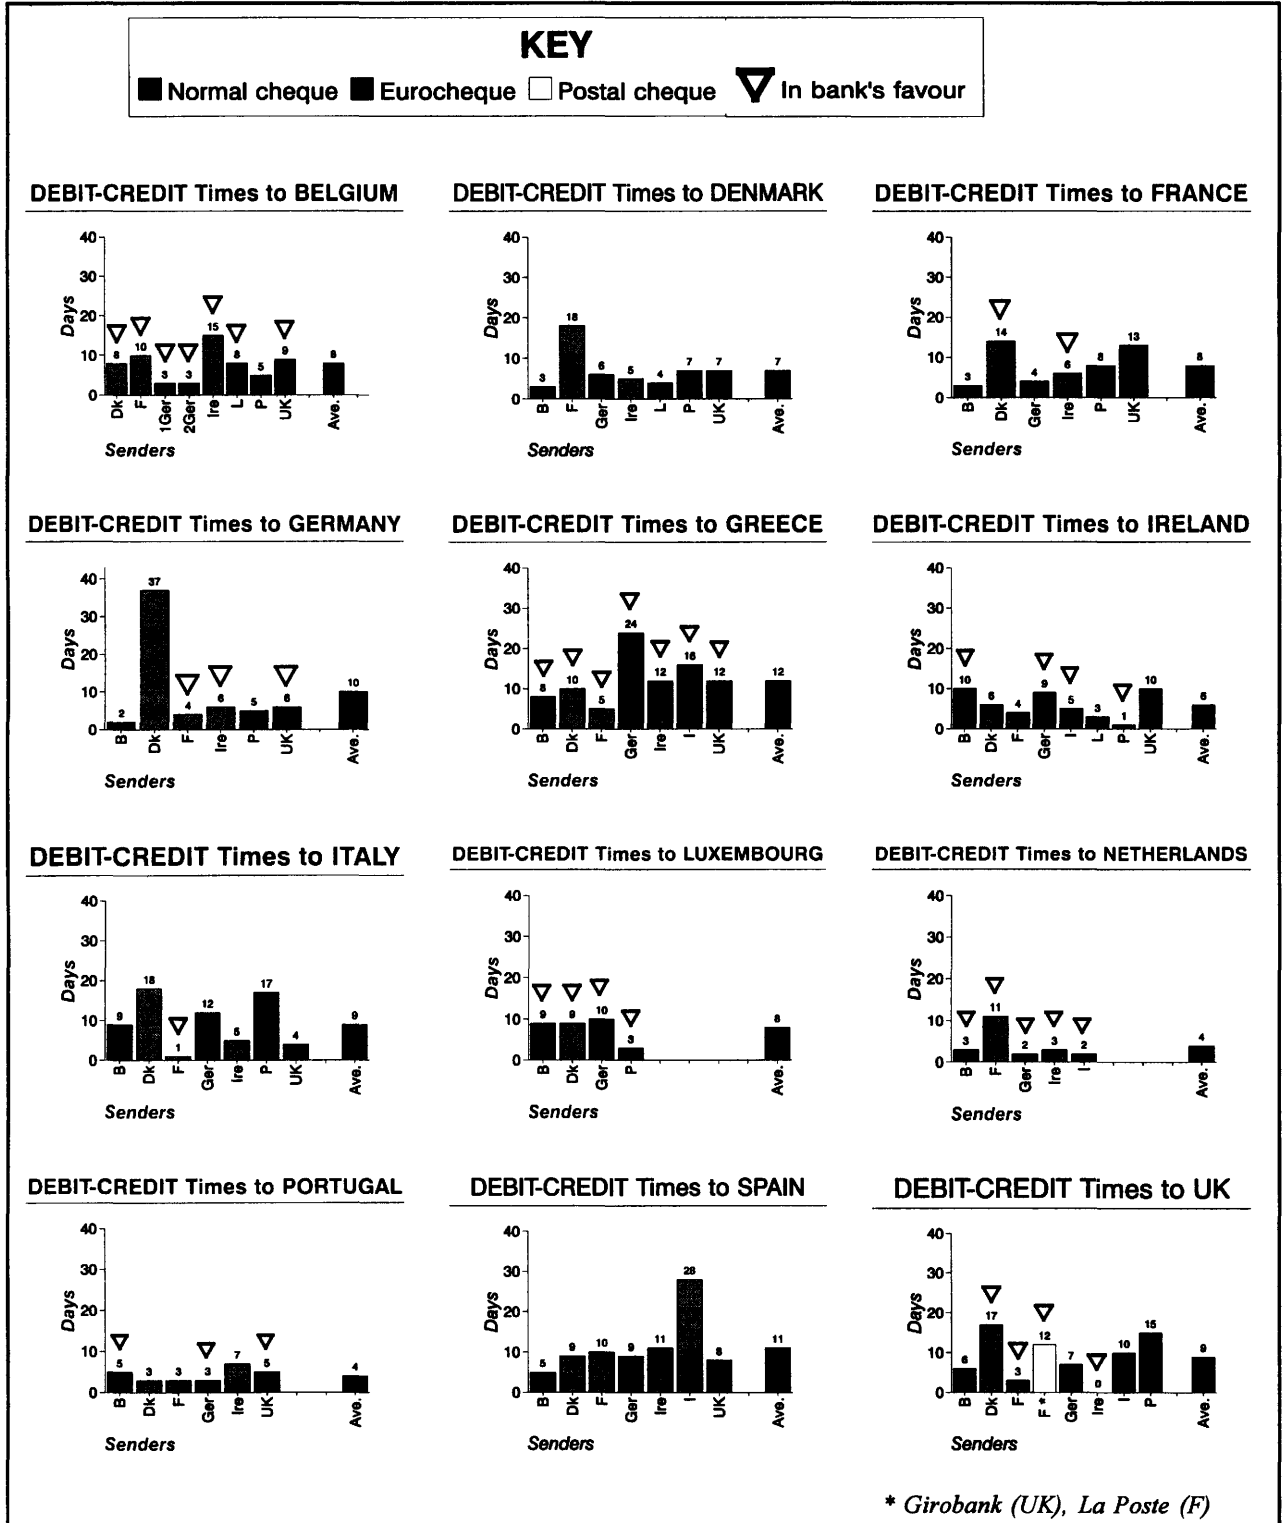 KEY
Normal cheque Eurocheque Postal cheque In bank's favour
DEBIT-CREDIT Times to BELGIUM
40
30
20
10
0
Days
8 10 3 3 15 8 5 9 8
Dk F 1Ger 2Ger Ire L P UK Ave.
Senders
DEBIT-CREDIT Times to DENMARK
40
30
20
10
0
Days
3 18 6 5 4 7 7 7
B F Ger Ire L P UK Ave.
Senders
DEBIT-CREDIT Times to FRANCE
40
30
20
10
0
Days
3 14 4 6 8 13 8
B Dk Ger Ire P UK Ave.
Senders
DEBIT-CREDIT Times to GERMANY
40
30
20
10
0
Days
2 37 4 6 5 6 10
B Dk F Ire P UK Ave.
Senders
DEBIT-CREDIT Times to GREECE
40
30
20
10
0
Days
8 10 5 24 12 16 12 12
B Dk F Ger Ire I UK Ave.
Senders
DEBIT-CREDIT Times to IRELAND
40
30
20
10
0
Days
10 6 4 9 5 3 1 10 6
B Dk F Ger I L P UK Ave.
Senders
DEBIT-CREDIT Times to ITALY
40
30
20
10
0
Days
9 18 1 12 5 17 4 9
B Dk F Ger Ire P UK Ave.
Senders
DEBIT-CREDIT Times to LUXEMBOURG
40
30
20
10
0
Days
9 9 10 3 8
B Dk Ger P Ave.
Senders
DEBIT-CREDIT Times to NETHERLANDS
40
30
20
10
0
Days
3 11 2 3 2 4
B F Ger Ire I Ave.
Senders
DEBIT-CREDIT Times to PORTUGAL
40
30
20
10
0
Days
5 3 3 3 7 5 4
B Dk F Ger Ire UK Ave.
Senders
DEBIT-CREDIT Times to SPAIN
40
30
20
10
0
Days
5 9 10 9 11 28 8 11
B Dk F Ger Ire I UK Ave.
Senders
DEBIT-CREDIT Times to UK
40
30
20
10
0
Days
6 17 3 12 7 0 10 15 9
B Dk F F * Ger Ire I P Ave.
Senders
* Girobank (UK), La Poste (F)